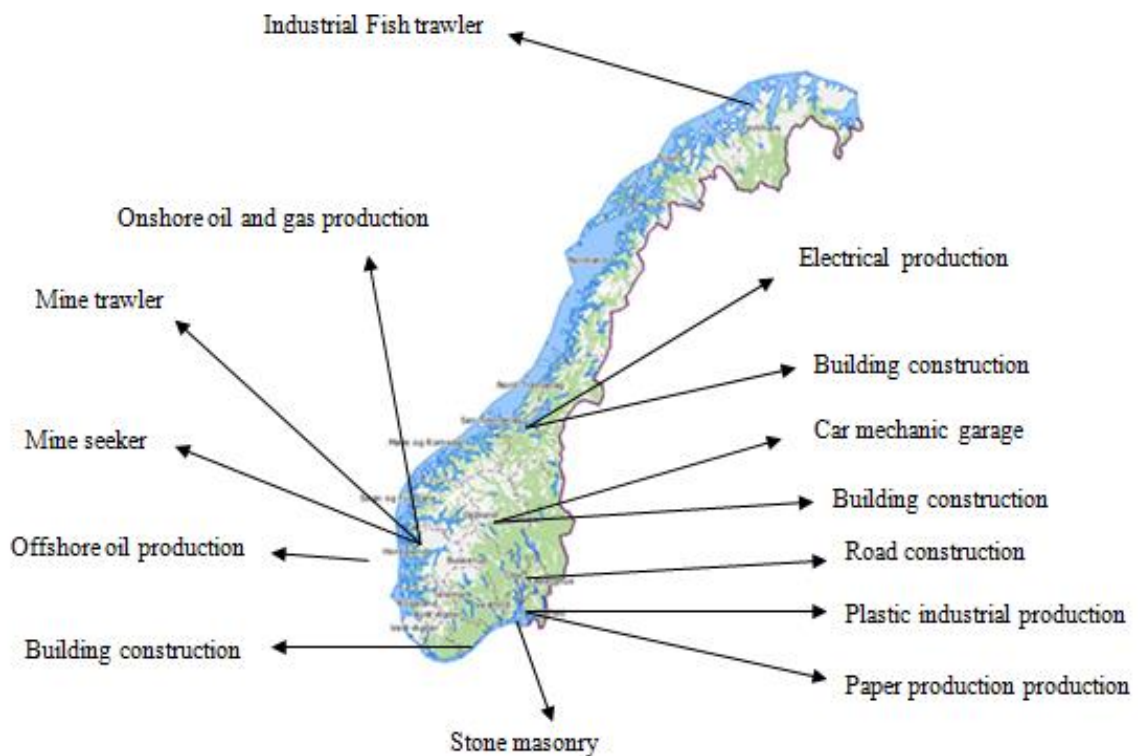 Industrial Fish trawler
Onshore oil and gas production
Electrical production
Mine trawler
Building construction
Car mechanic garage
Mine seeker
Building construction
Offshore oil production
Road construction
Plastic industrial production
Building construction
Paper production production
Stone masonry